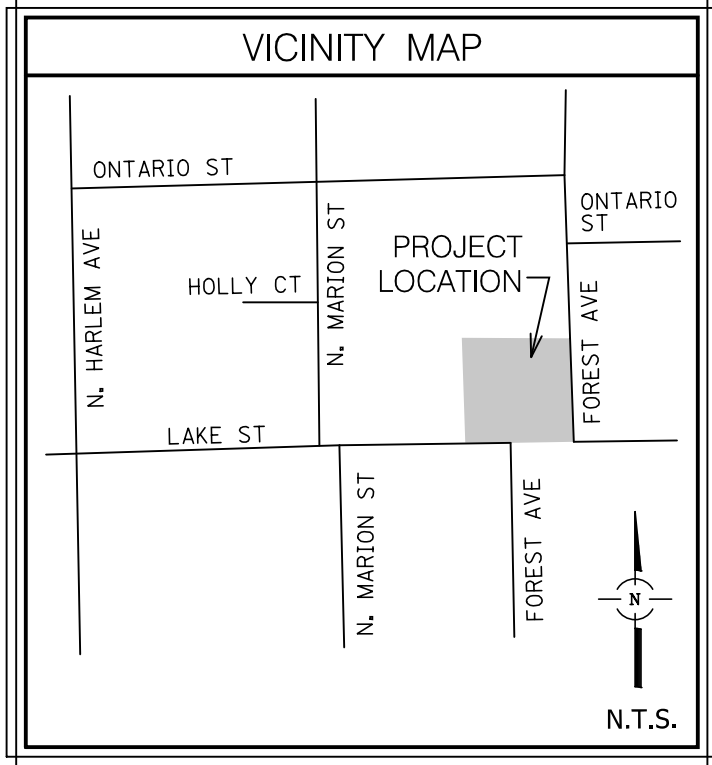 VICINITY MAP
ONTARIO ST
ONTARIO
ST
N. HARLEM AVE
N. MARION ST
PROJECT
LOCATION
HOLLY CT
FOREST AVE
LAKE ST
N. MARION ST
FOREST AVE
N
N.T.S.